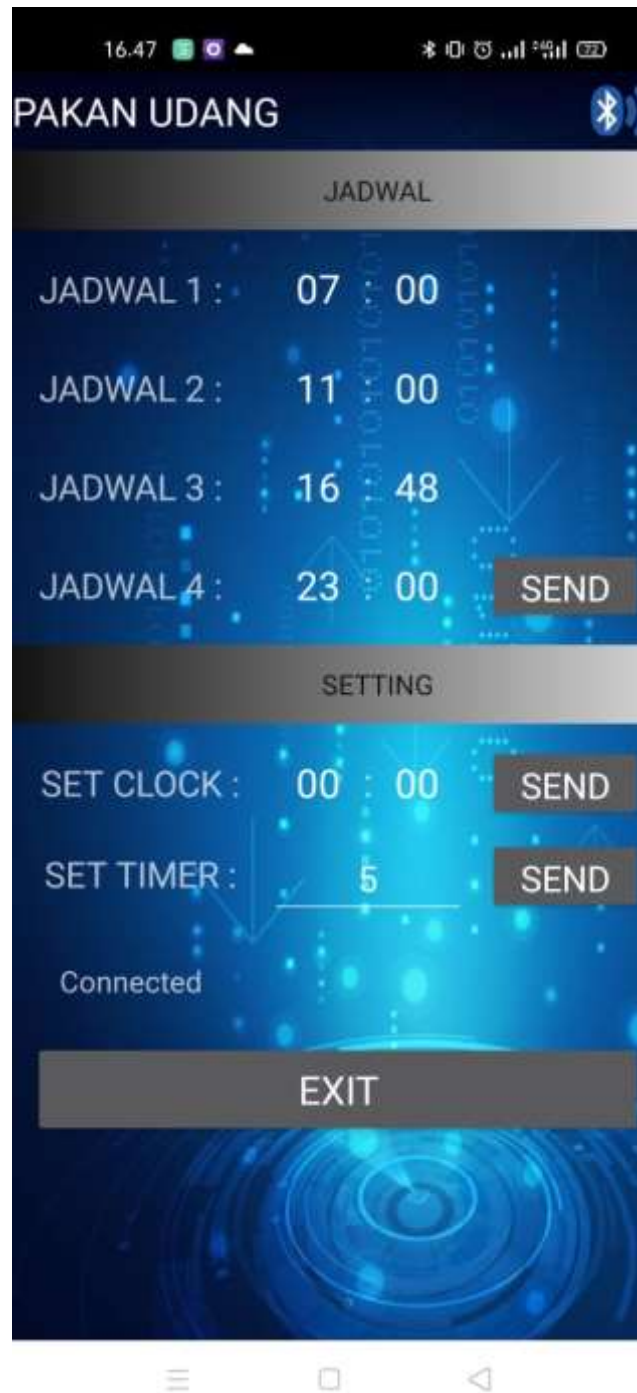 16.47
72
PAKAN UDANG
JADWAL
JADWAL 1 : 07 : 00
JADWAL 2 : 11 : 00
JADWAL 3 : 16 : 48
JADWAL 4 : 23 : 00 SEND
SETTING
SET CLOCK : 00 : 00 SEND
SET TIMER : 5 SEND
Connected
EXIT